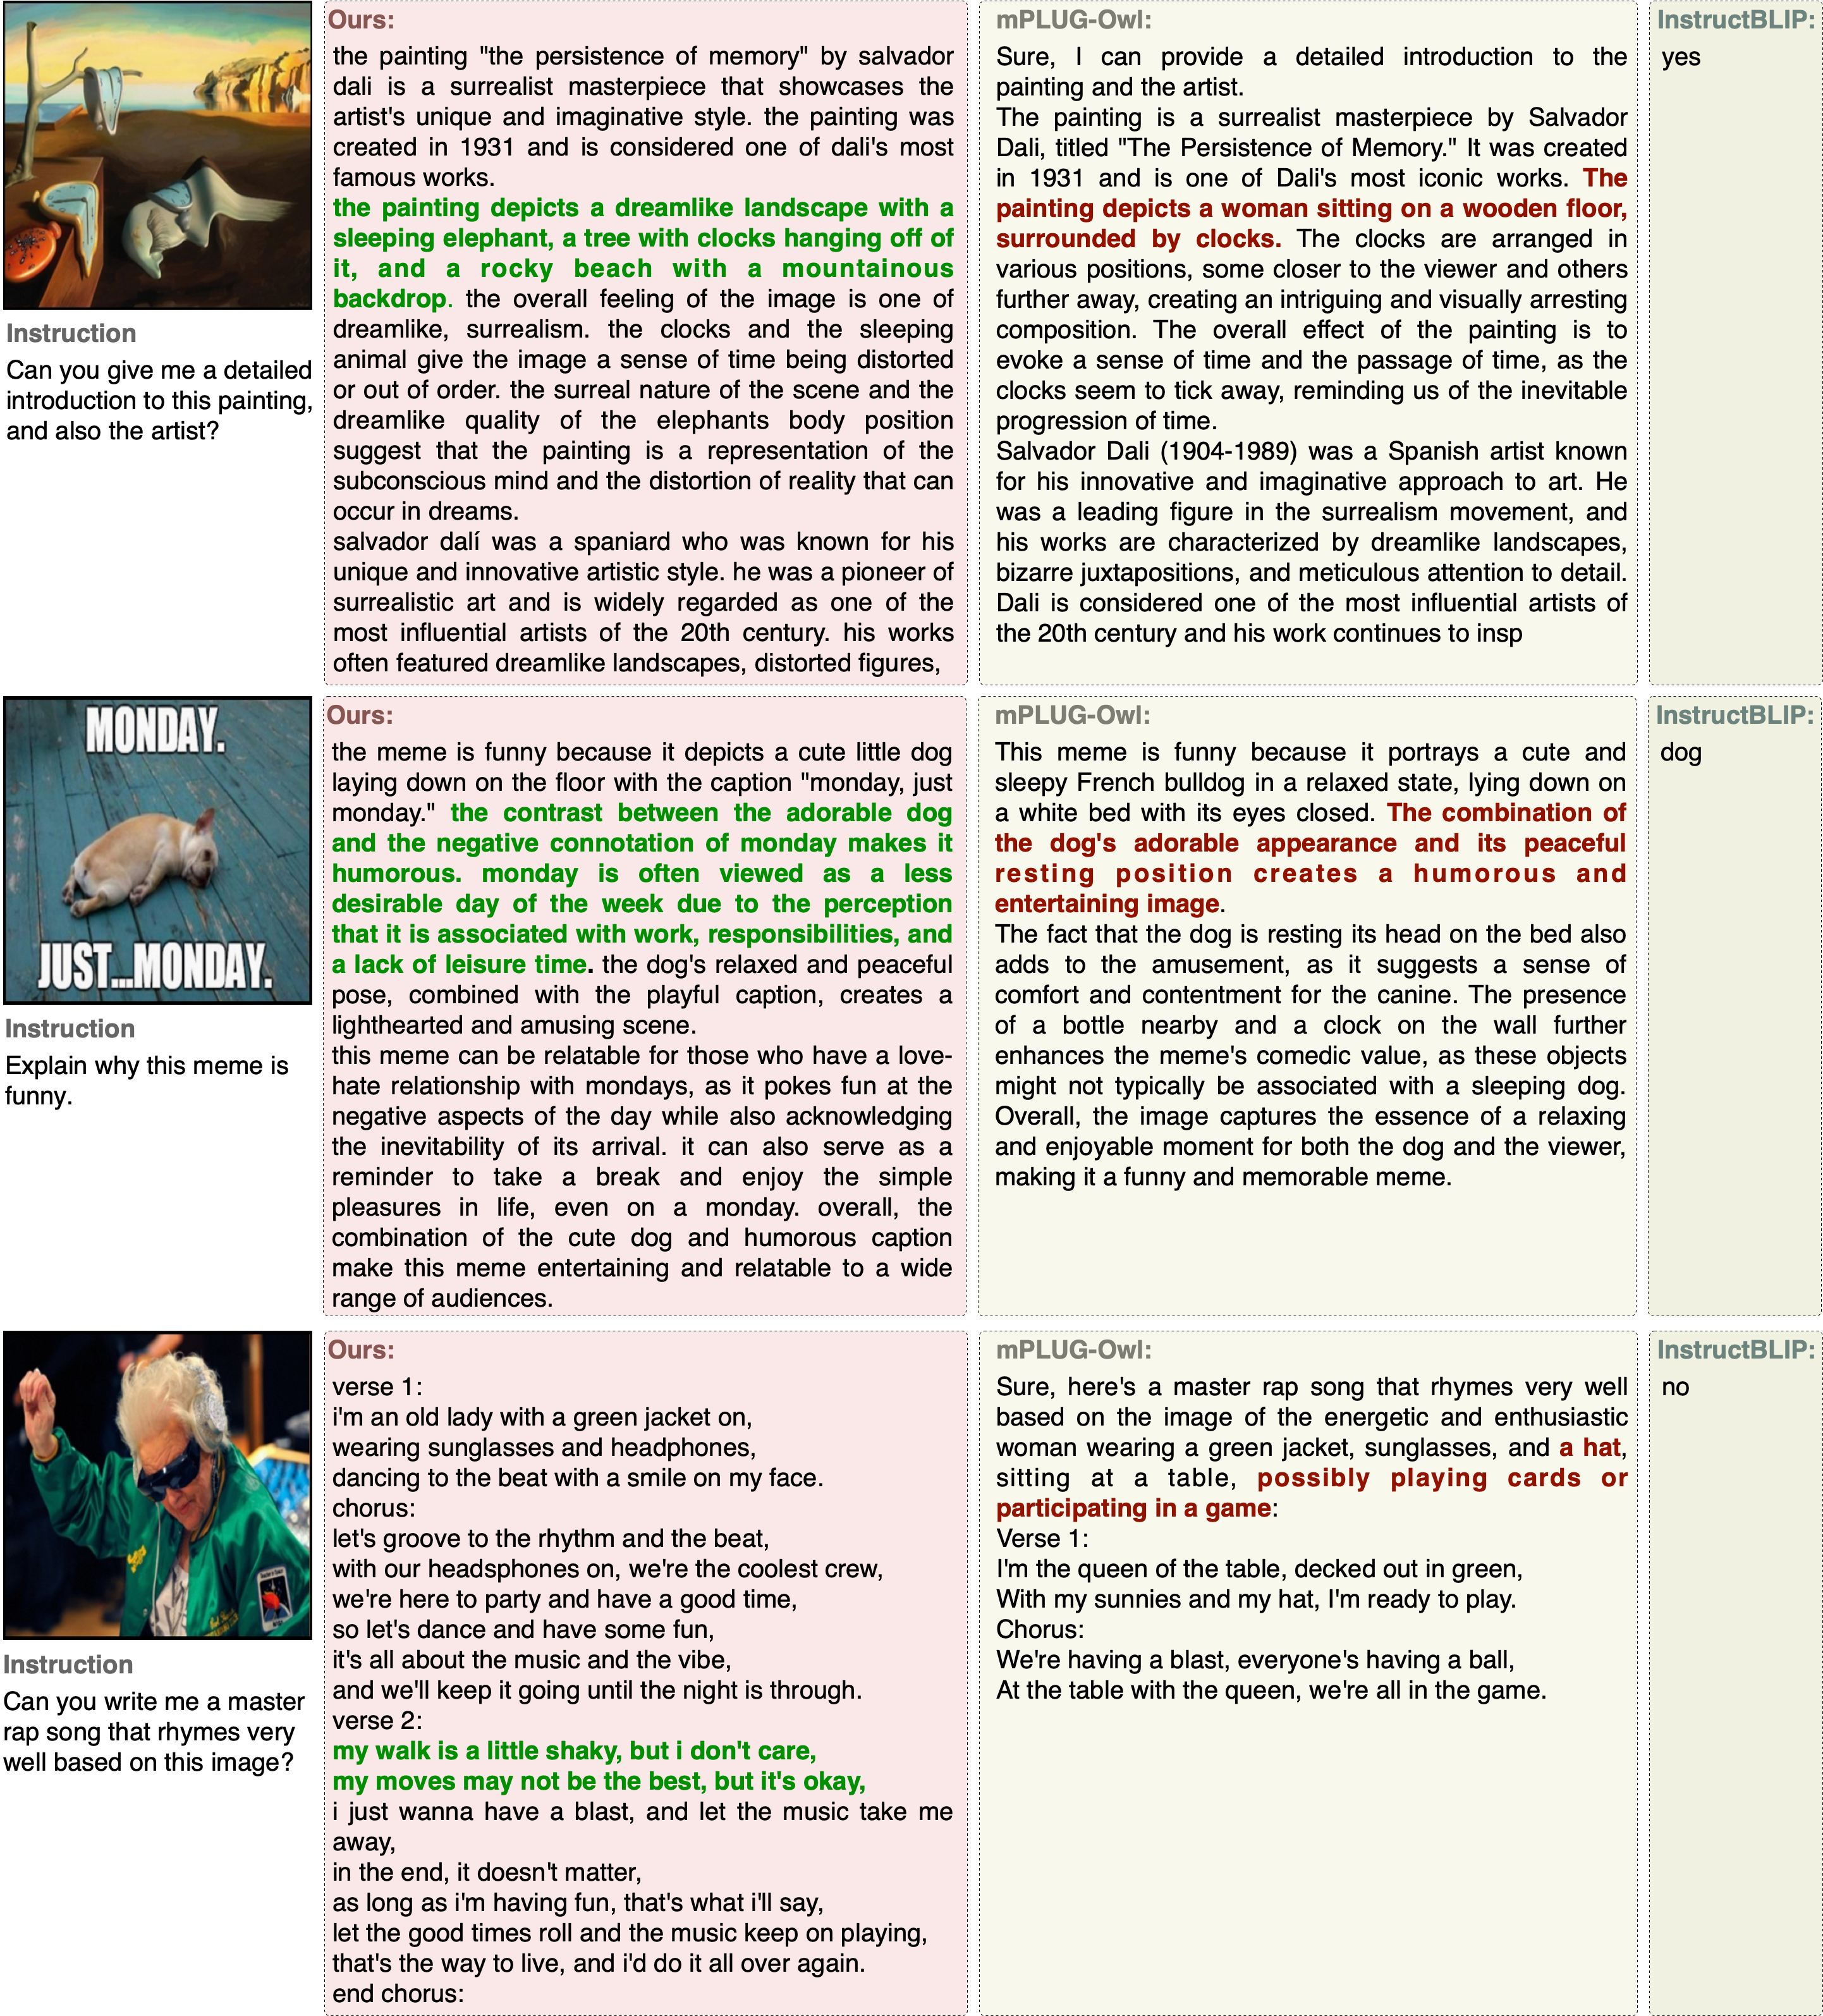 Ours:
the painting "the persistence of memory" by salvador
dali is a surrealist masterpiece that showcases the
artist's unique and imaginative style. the painting was
created in 1931 and is considered one of dali's most
famous works.
the painting depicts a dreamlike landscape with a
sleeping elephant, a tree with clocks hanging off of
it, and a rocky beach with a mountainous
backdrop. the overall feeling of the image is one of
dreamlike, surrealism. the clocks and the sleeping
animal give the image a sense of time being distorted
or out of order. the surreal nature of the scene and the
dreamlike quality of the elephants body position
suggest that the painting is a representation of the
subconscious mind and the distortion of reality that can
occur in dreams.
salvador dalí was a spaniard who was known for his
unique and innovative artistic style. he was a pioneer of
surrealistic art and is widely regarded as one of the
most influential artists of the 20th century. his works
often featured dreamlike landscapes, distorted figures,
mPLUG-Owl:
Sure, I can provide a detailed introduction to the
painting and the artist.
The painting is a surrealist masterpiece by Salvador
Dali, titled "The Persistence of Memory." It was created
in 1931 and is one of Dali's most iconic works. The
painting depicts a woman sitting on a wooden floor,
surrounded by clocks. The clocks are arranged in
various positions, some closer to the viewer and others
further away, creating an intriguing and visually arresting
composition. The overall effect of the painting is to
evoke a sense of time and the passage of time, as the
clocks seem to tick away, reminding us of the inevitable
progression of time.
Salvador Dali (1904-1989) was a Spanish artist known
for his innovative and imaginative approach to art. He
was a leading figure in the surrealism movement, and
his works are characterized by dreamlike landscapes,
bizarre juxtapositions, and meticulous attention to detail.
Dali is considered one of the most influential artists of
the 20th century and his work continues to insp
InstructBLIP:
yes
Instruction
Can you give me a detailed
introduction to this painting,
and also the artist?
MONDAY.
JUST...MONDAY.
Instruction
Explain why this meme is
funny.
Ours:
the meme is funny because it depicts a cute little dog
laying down on the floor with the caption "monday, just
monday." the contrast between the adorable dog
and the negative connotation of monday makes it
humorous. monday is often viewed as a less
desirable day of the week due to the perception
that it is associated with work, responsibilities, and
a lack of leisure time. the dog's relaxed and peaceful
pose, combined with the playful caption, creates a
lighthearted and amusing scene.
this meme can be relatable for those who have a love-
hate relationship with mondays, as it pokes fun at the
negative aspects of the day while also acknowledging
the inevitability of its arrival. it can also serve as a
reminder to take a break and enjoy the simple
pleasures in life, even on a monday. overall, the
combination of the cute dog and humorous caption
make this meme entertaining and relatable to a wide
range of audiences.
mPLUG-Owl:
This meme is funny because it portrays a cute and
sleepy French bulldog in a relaxed state, lying down on
a white bed with its eyes closed. The combination of
the dog's adorable appearance and its peaceful
resting position creates a humorous and
entertaining image.
The fact that the dog is resting its head on the bed also
adds to the amusement, as it suggests a sense of
comfort and contentment for the canine. The presence
of a bottle nearby and a clock on the wall further
enhances the meme's comedic value, as these objects
might not typically be associated with a sleeping dog.
Overall, the image captures the essence of a relaxing
and enjoyable moment for both the dog and the viewer,
making it a funny and memorable meme.
InstructBLIP:
dog
Instruction
Can you write me a master
rap song that rhymes very
well based on this image?
Ours:
verse 1:
i'm an old lady with a green jacket on,
wearing sunglasses and headphones,
dancing to the beat with a smile on my face.
chorus:
let's groove to the rhythm and the beat,
with our headsphones on, we're the coolest crew,
we're here to party and have a good time,
so let's dance and have some fun,
it's all about the music and the vibe,
and we'll keep it going until the night is through.
verse 2:
my walk is a little shaky, but i don't care,
my moves may not be the best, but it's okay,
i just wanna have a blast, and let the music take me
away,
in the end, it doesn't matter,
as long as i'm having fun, that's what i'll say,
let the good times roll and the music keep on playing,
that's the way to live, and i'd do it all over again.
end chorus:
mPLUG-Owl:
Sure, here's a master rap song that rhymes very well
based on the image of the energetic and enthusiastic
woman wearing a green jacket, sunglasses, and a hat,
sitting at a table, possibly playing cards or
participating in a game:
Verse 1:
I'm the queen of the table, decked out in green,
With my sunnies and my hat, I'm ready to play.
Chorus:
We're having a blast, everyone's having a ball,
At the table with the queen, we're all in the game.
InstructBLIP:
no